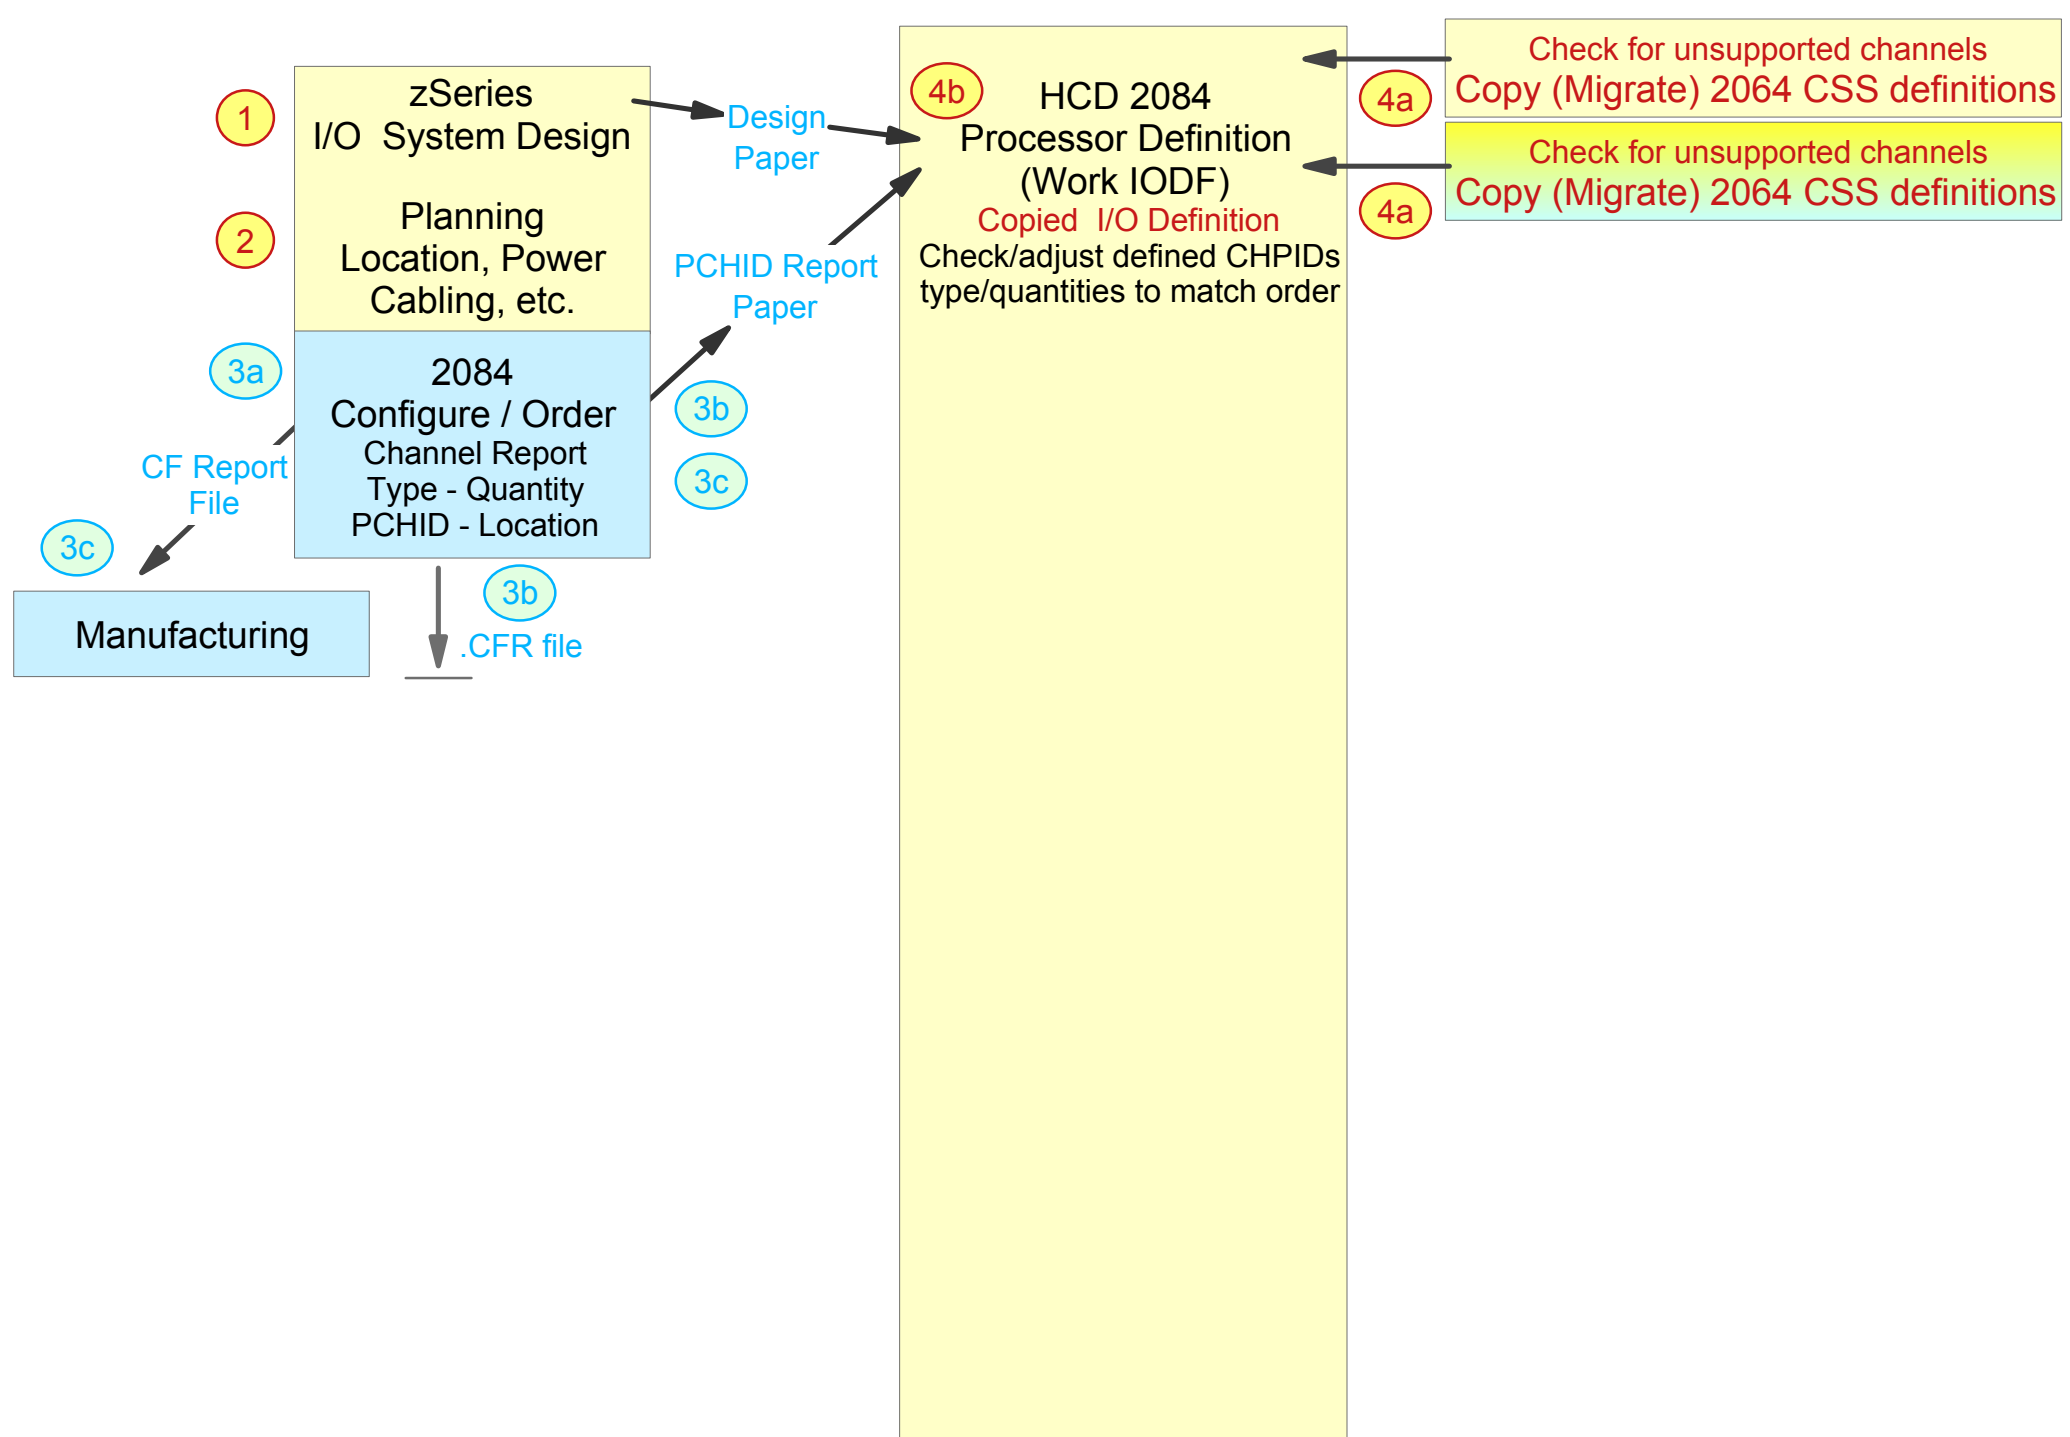 1
zSeries
I/O  System Design
2
Planning
Location, Power
Cabling, etc.
3a
2084
Configure / Order
Channel Report
Type - Quantity
PCHID - Location
CF Report
File
3c
Manufacturing
3b
.CFR file
Design
Paper
PCHID Report
Paper
3b
3c
4b
HCD 2084
Processor Definition
(Work IODF)
Copied  I/O Definition
Check/adjust defined CHPIDs
type/quantities to match order
4a
Check for unsupported channels
Copy (Migrate) 2064 CSS definitions
4a
Check for unsupported channels
Copy (Migrate) 2064 CSS definitions